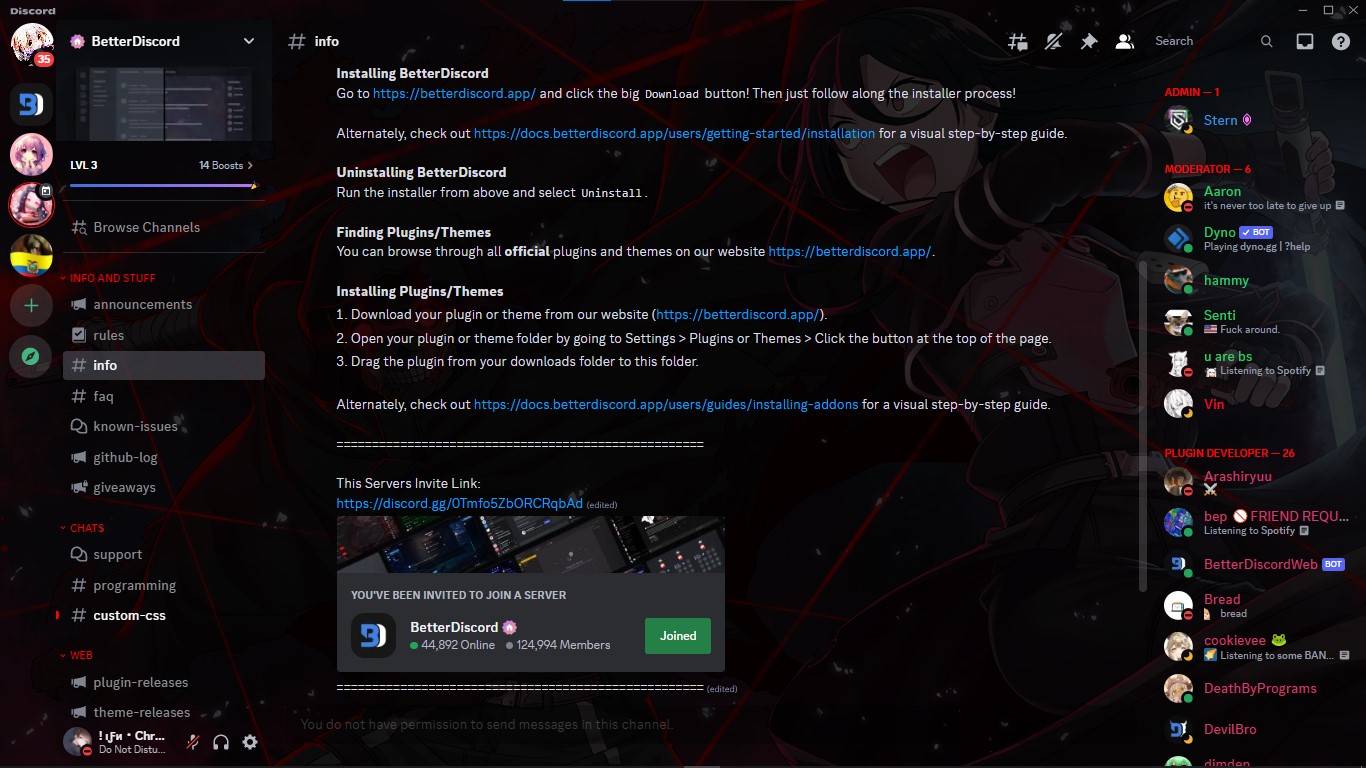 Discord
35
BetterDiscord
LVL 3
14 Boosts
Browse Channels
INFO AND STUFF
announcements
rules
info
faq
known-issues
github-log
giveaways
CHATS
support
programming
custom-css
WEB
plugin-releases
theme-releases
Do Not Distu...
info
Search
Installing BetterDiscord
Go to https://betterdiscord.app/ and click the big Download button! Then just follow along the installer process!
Alternately, check out https://docs.betterdiscord.app/users/getting-started/installation for a visual step-by-step guide.
Uninstalling BetterDiscord
Run the installer from above and select Uninstall.
Finding Plugins/Themes
You can browse through all official plugins and themes on our website https://betterdiscord.app/.
Installing Plugins/Themes
1. Download your plugin or theme from our website (https://betterdiscord.app/).
2. Open your plugin or theme folder by going to Settings > Plugins or Themes > Click the button at the top of the page.
3. Drag the plugin from your downloads folder to this folder.
Alternately, check out https://docs.betterdiscord.app/users/guides/installing-addons for a visual step-by-step guide.
====================================================
This Servers Invite Link:
https://discord.gg/0Tmfo5ZbORCRqbAd (edited)
YOU'VE BEEN INVITED TO JOIN A SERVER
BetterDiscord
44,892 Online 124,994 Members
Joined
==================================================== (edited)
You do not have permission to send messages in this channel.
ADMIN — 1
Stern
MODERATOR — 6
Aaron
it's never too late to give up
Dyno BOT
Playing dyno.gg | ?help
hammy
Senti
Fuck around.
u are bs
Listening to Spotify
Vin
PLUGIN DEVELOPER — 26
Arashiryuu
bep 🚫 FRIEND REQU...
Listening to Spotify
BetterDiscordWeb BOT
Bread
bread
cookievee 🐸
Listening to some BAN...
DeathByPrograms
DevilBro
dimden